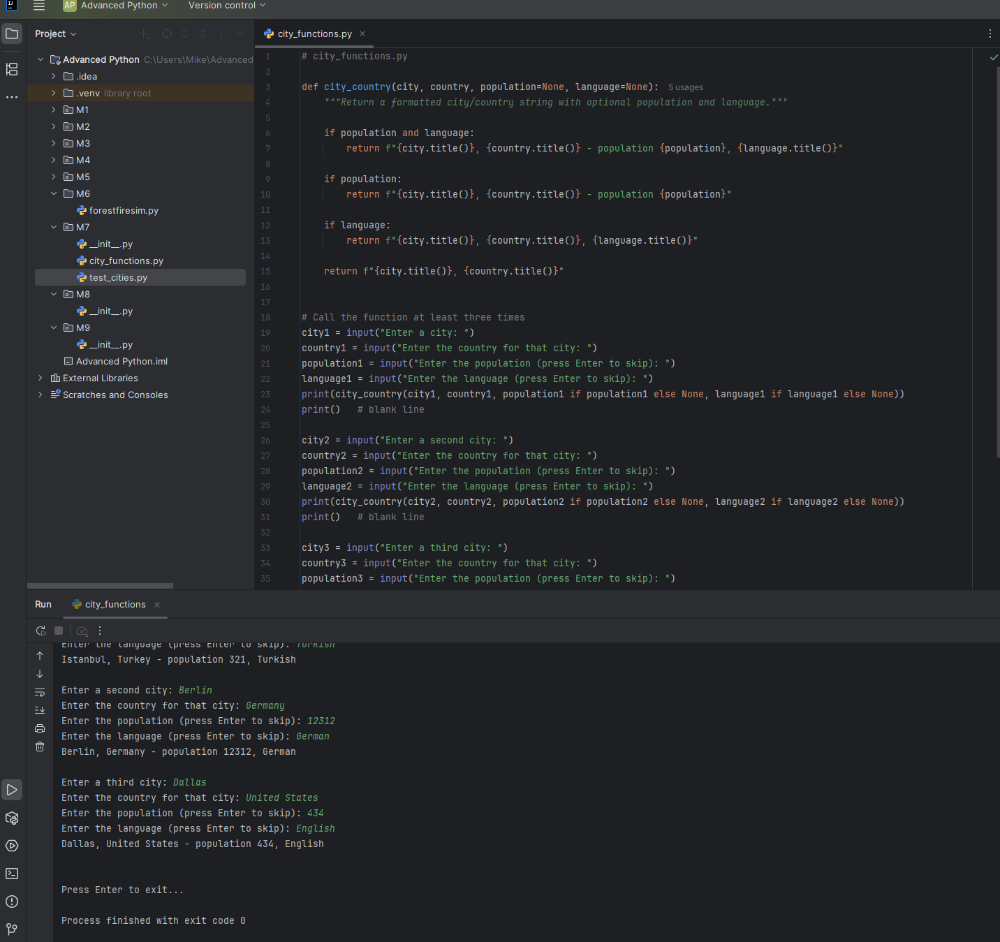 AP Advanced Python Version control
Project
city_functions.py
Advanced Python C:\Users\Mike\Advanced
.idea
.venv library root
M1
M2
M3
M4
M5
M6
forestfiresim.py
M7
__init__.py
city_functions.py
test_cities.py
M8
__init__.py
M9
__init__.py
Advanced Python.iml
External Libraries
Scratches and Consoles
1 # city_functions.py
2
3 def city_country(city, country, population=None, language=None): 5 usages
4     """Return a formatted city/country string with optional population and language."""
5
6     if population and language:
7         return f"{city.title()}, {country.title()} - population {population}, {language.title()}"
8
9     if population:
10         return f"{city.title()}, {country.title()} - population {population}"
11
12     if language:
13         return f"{city.title()}, {country.title()}, {language.title()}"
14
15     return f"{city.title()}, {country.title()}"
16
17
18 # Call the function at least three times
19 city1 = input("Enter a city: ")
20 country1 = input("Enter the country for that city: ")
21 population1 = input("Enter the population (press Enter to skip): ")
22 language1 = input("Enter the language (press Enter to skip): ")
23 print(city_country(city1, country1, population1 if population1 else None, language1 if language1 else None))
24 print()   # blank line
25
26 city2 = input("Enter a second city: ")
27 country2 = input("Enter the country for that city: ")
28 population2 = input("Enter the population (press Enter to skip): ")
29 language2 = input("Enter the language (press Enter to skip): ")
30 print(city_country(city2, country2, population2 if population2 else None, language2 if language2 else None))
31 print()   # blank line
32
33 city3 = input("Enter a third city: ")
34 country3 = input("Enter the country for that city: ")
35 population3 = input("Enter the population (press Enter to skip): ")
Run city_functions
Enter the language (press Enter to skip): Turkish
Istanbul, Turkey - population 321, Turkish
Enter a second city: Berlin
Enter the country for that city: Germany
Enter the population (press Enter to skip): 12312
Enter the language (press Enter to skip): German
Berlin, Germany - population 12312, German
Enter a third city: Dallas
Enter the country for that city: United States
Enter the population (press Enter to skip): 434
Enter the language (press Enter to skip): English
Dallas, United States - population 434, English
Press Enter to exit...
Process finished with exit code 0